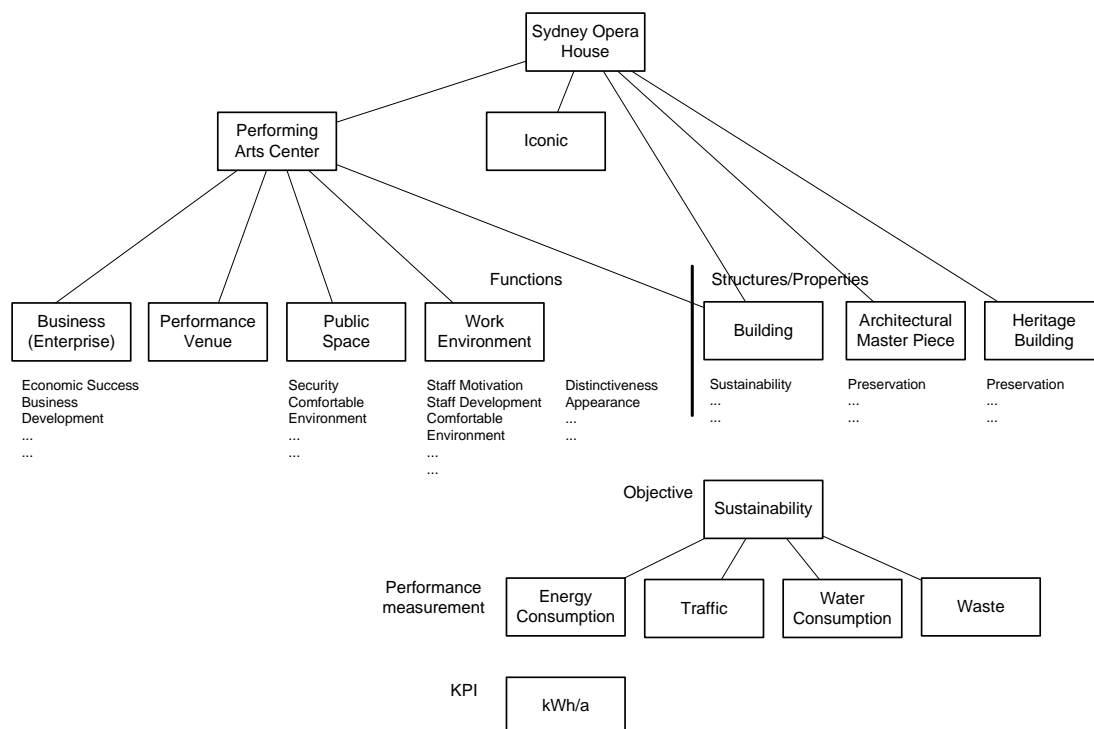 Sydney Opera
House
Performing
Arts Center
Iconic
Functions
Structures/Properties
Business
(Enterprise)
Performance
Venue
Public
Space
Work
Environment
Building
Architectural
Master Piece
Heritage
Building
Economic Success
Business
Development
...
...
Security
Comfortable
Environment
...
...
Staff Motivation
Staff Development
Comfortable
Environment
...
...
Distinctiveness
Appearance
...
...
Sustainability
...
...
Preservation
...
...
Preservation
...
...
Objective
Sustainability
Performance
measurement
Energy
Consumption
Traffic
Water
Consumption
Waste
KPI
kWh/a